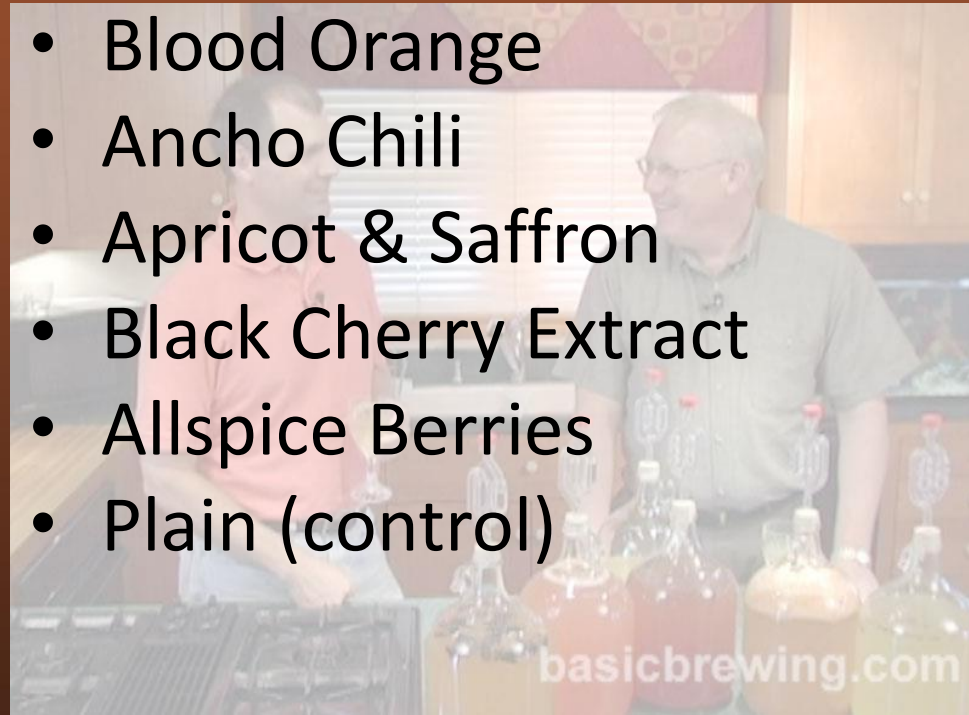 • Blood Orange
• Ancho Chili
• Apricot & Saffron
• Black Cherry Extract
• Allspice Berries
• Plain (control)
basicbrewing.com